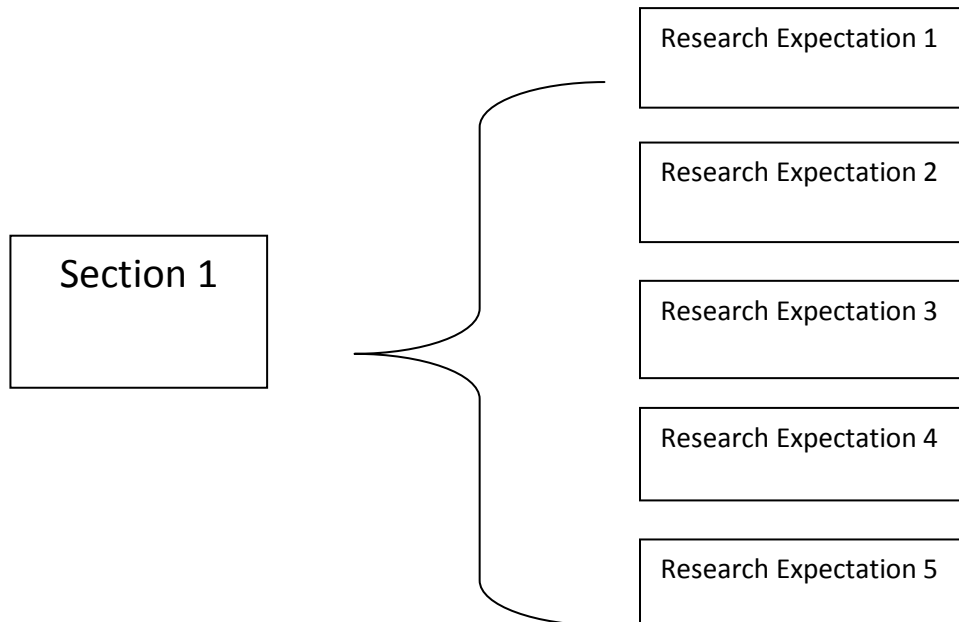 Research Expectation 1
Research Expectation 2
Section 1
Research Expectation 3
Research Expectation 4
Research Expectation 5